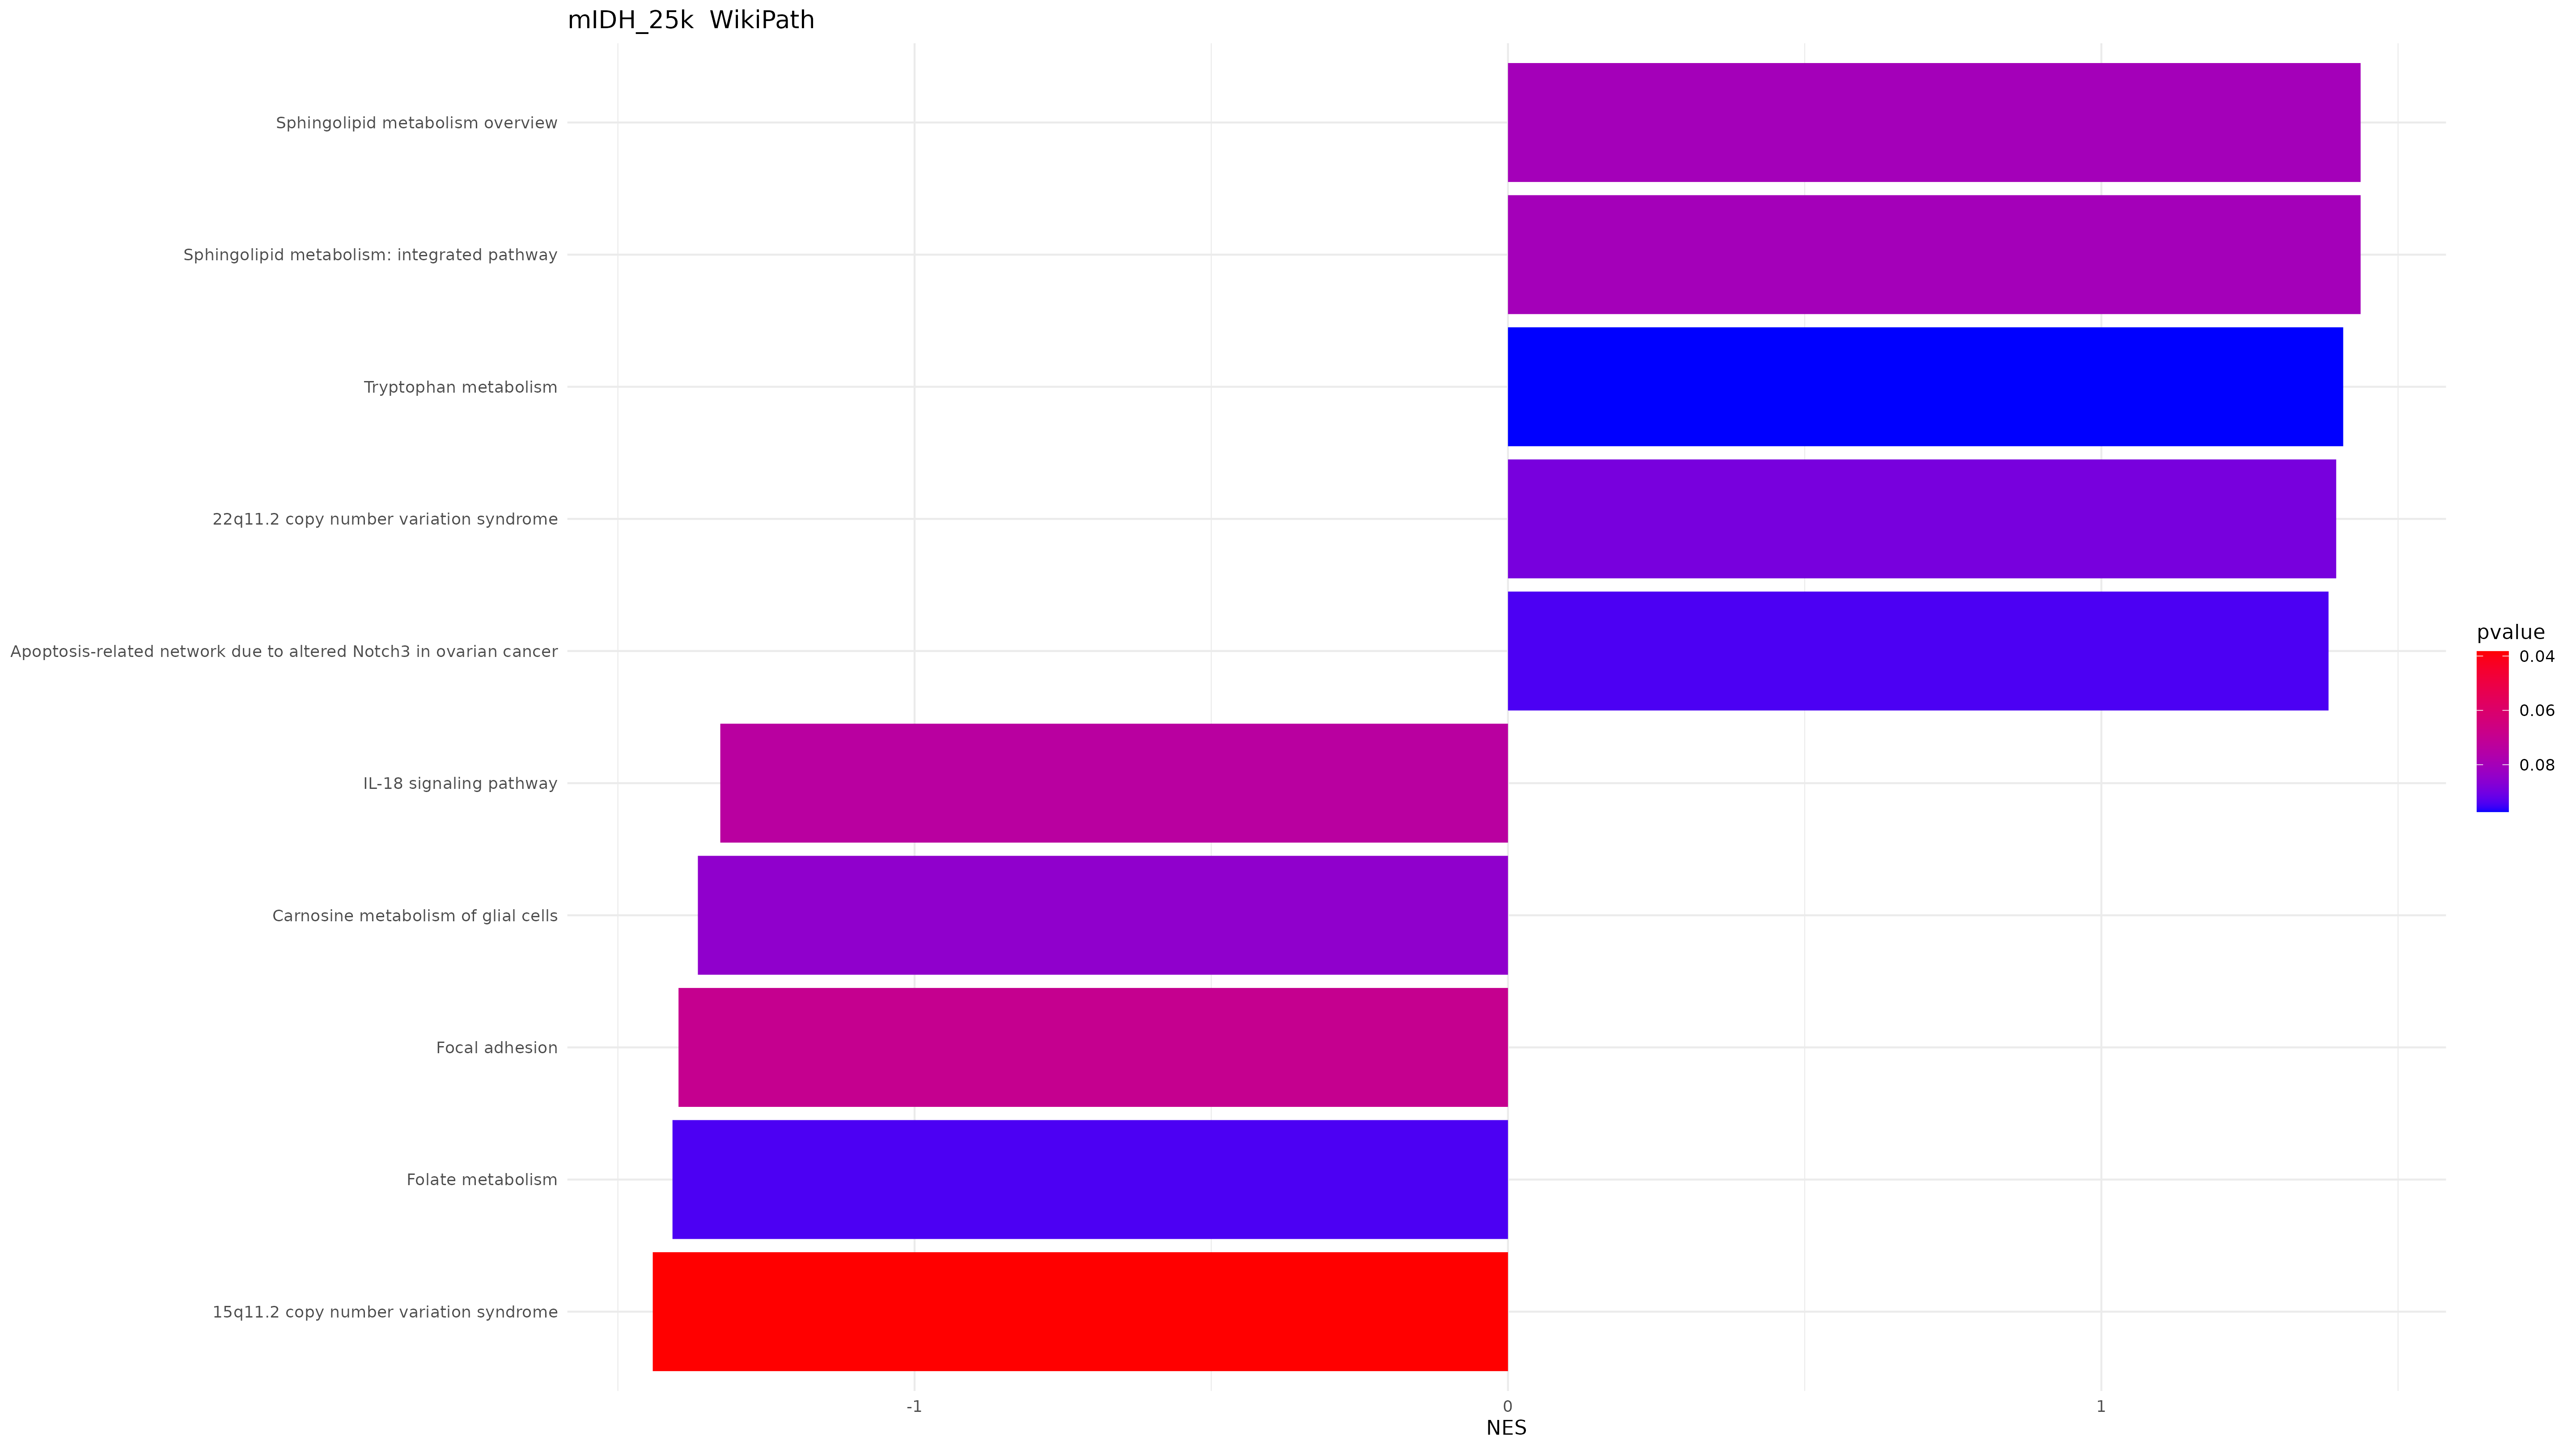 mIDH_25k  WikiPath
Sphingolipid metabolism overview
Sphingolipid metabolism: integrated pathway
Tryptophan metabolism
22q11.2 copy number variation syndrome
Apoptosis-related network due to altered Notch3 in ovarian cancer
IL-18 signaling pathway
Carnosine metabolism of glial cells
Focal adhesion
Folate metabolism
15q11.2 copy number variation syndrome
-1 0 1
NES
pvalue
0.04
0.06
0.08